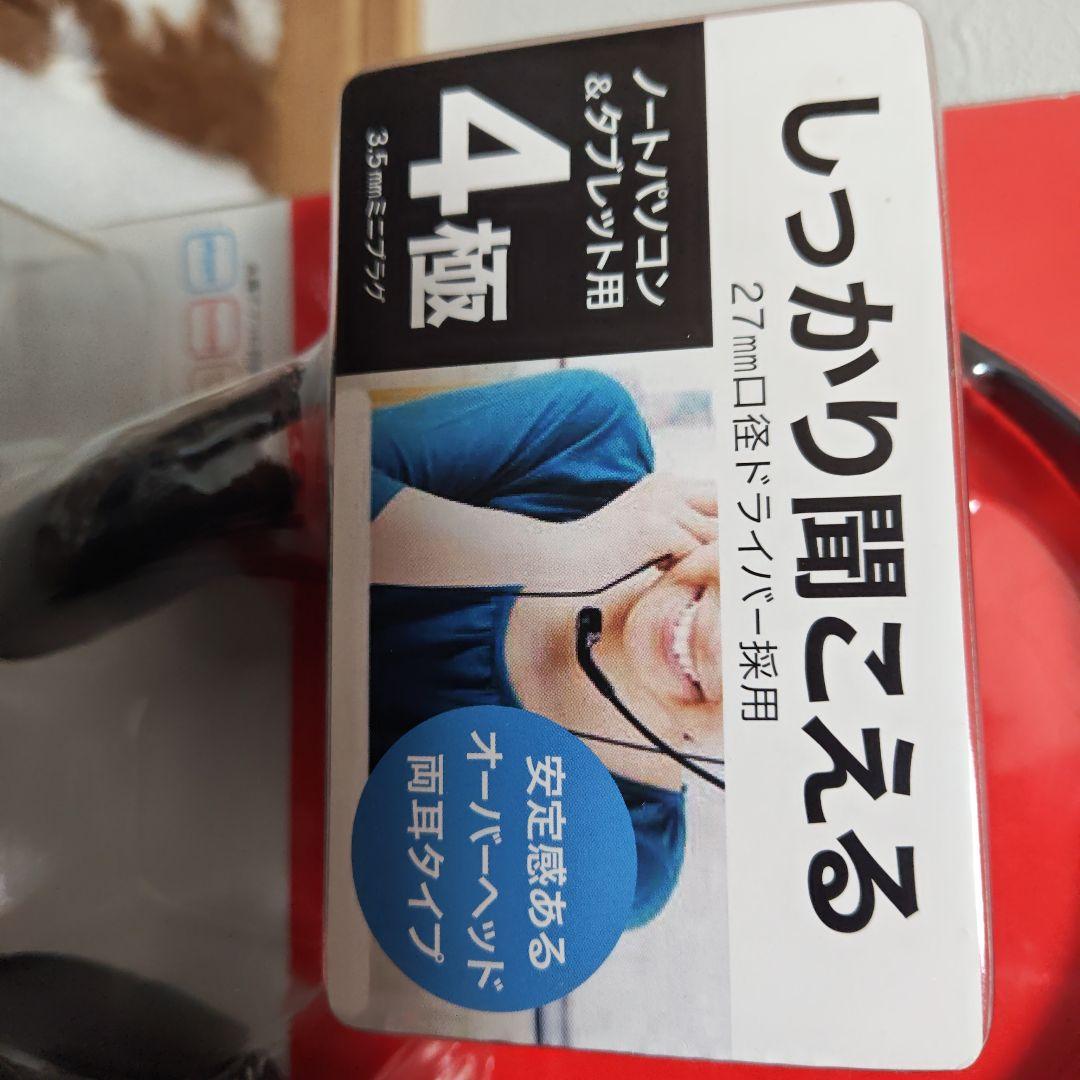 しっかり聞こえる
27mm口径ドライバー採用
ノートパソコン
&タブレット用
4極
3.5mmミニプラグ
安定感ある
オーバーヘッド
両耳タイプ